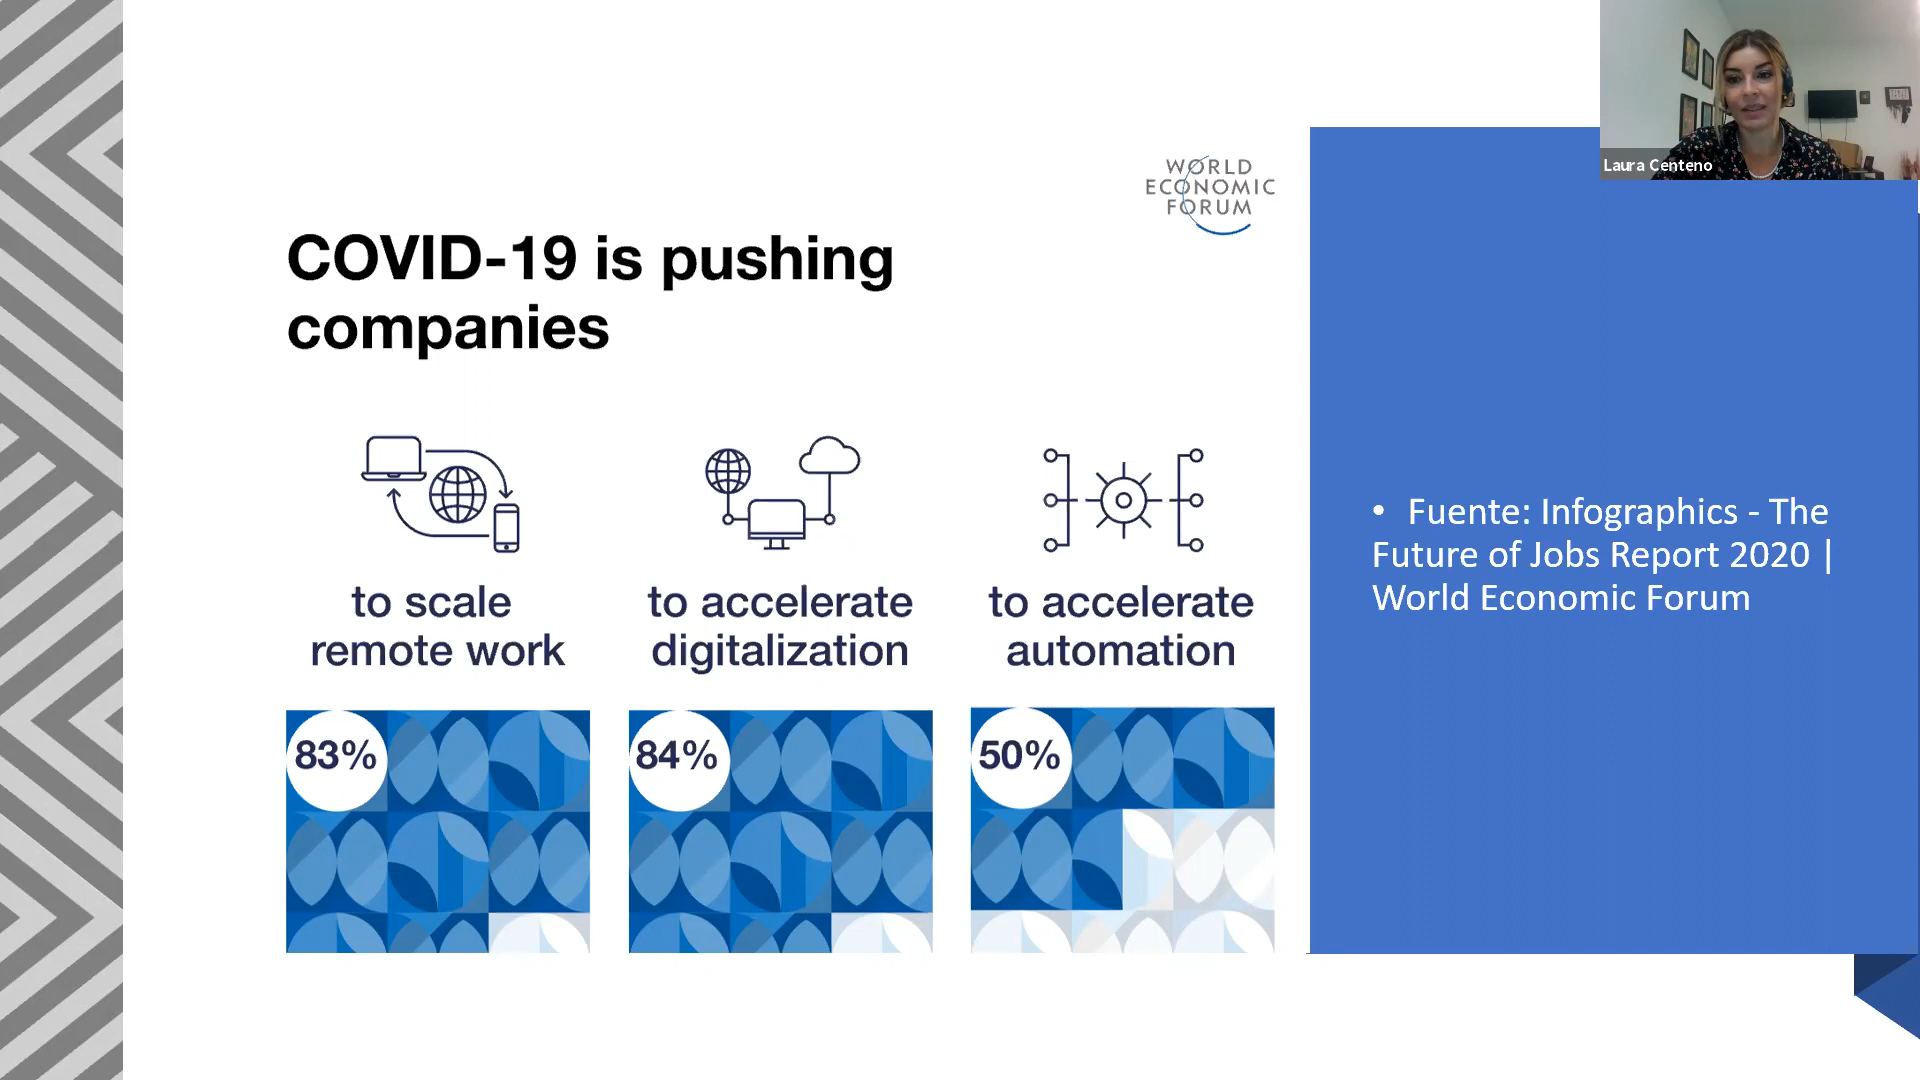 Laura Centeno
WORLD
ECONOMIC
FORUM
COVID-19 is pushing
companies
to scale
remote work
to accelerate
digitalization
to accelerate
automation
83%
84%
50%
• Fuente: Infographics - The
Future of Jobs Report 2020 |
World Economic Forum